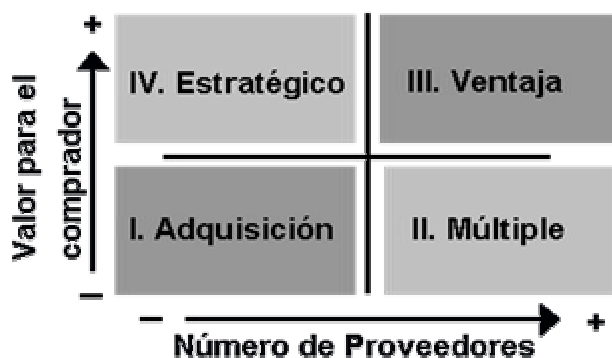 +
IV. Estratégico
III. Ventaja
Valor para el
comprador
I. Adquisición
II. Múltiple
–
– +
Número de Proveedores